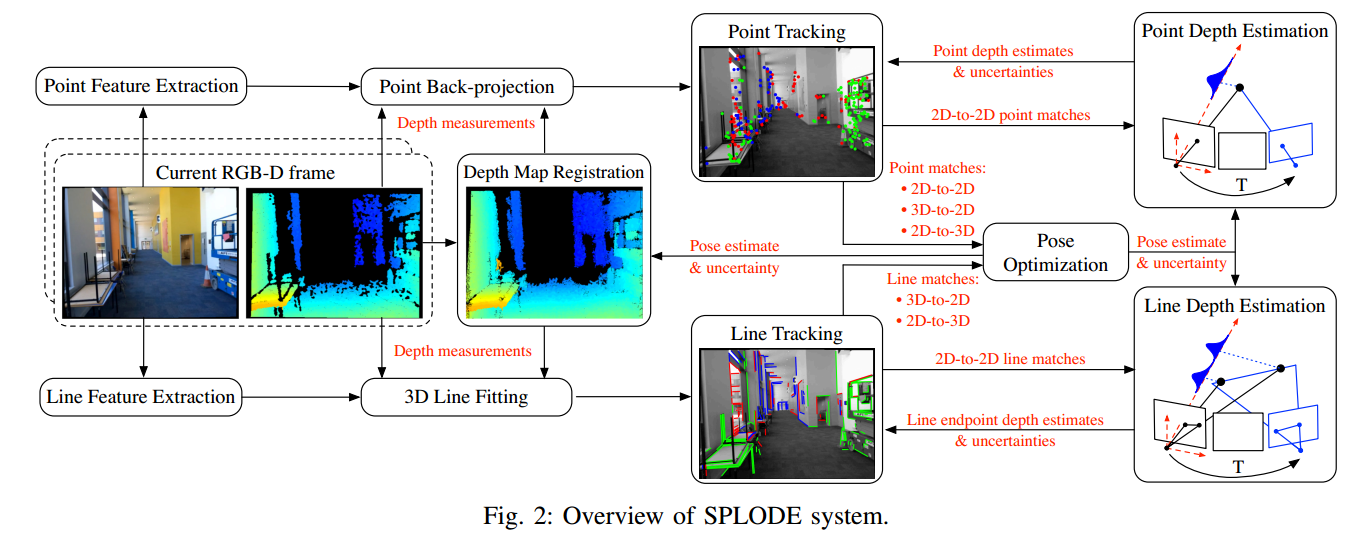 Point Feature Extraction
Point Back-projection
Depth measurements
Current RGB-D frame
Depth Map Registration
Depth measurements
Line Feature Extraction
3D Line Fitting
Point Tracking
Point depth estimates
& uncertainties
2D-to-2D point matches
Point matches:
• 2D-to-2D
• 3D-to-2D
• 2D-to-3D
Pose estimate
& uncertainty
Pose
Optimization
Pose estimate
& uncertainty
Line matches:
• 3D-to-2D
• 2D-to-3D
Line Tracking
2D-to-2D line matches
Line endpoint depth estimates
& uncertainties
Point Depth Estimation
T
Line Depth Estimation
T
Fig. 2: Overview of SPLODE system.